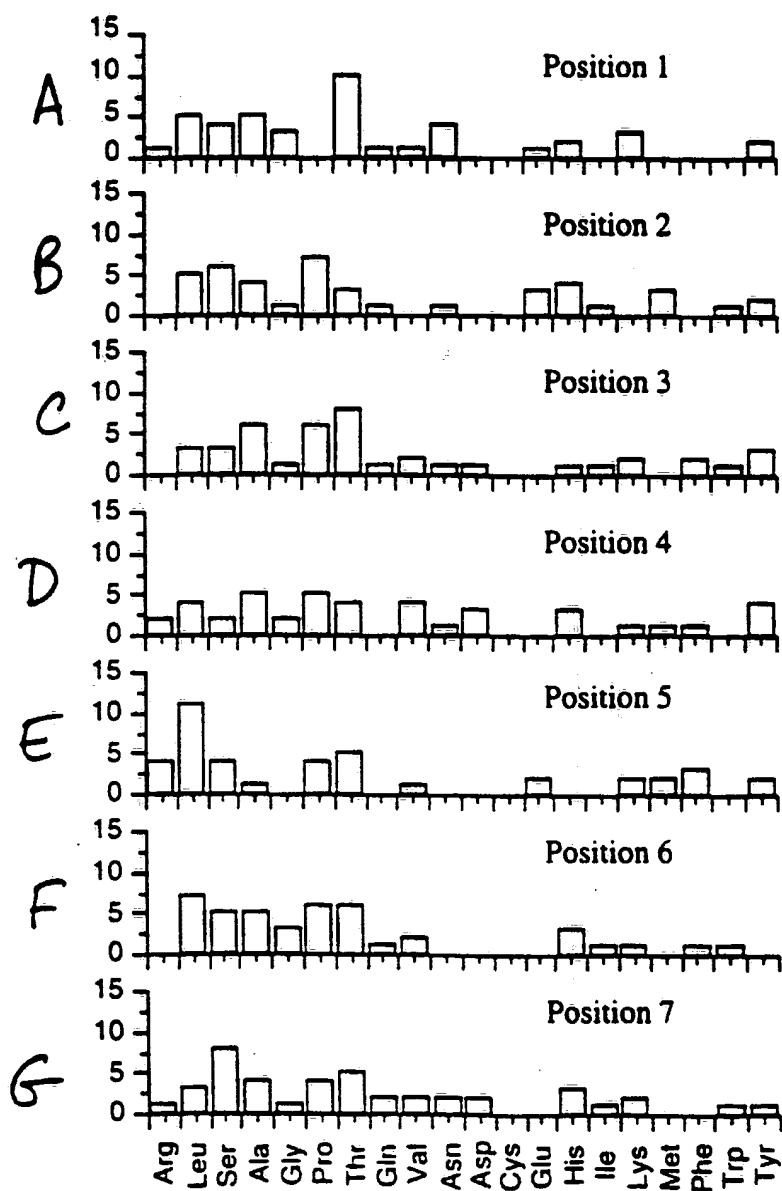 A
15
10
5
0
Position 1
B
15
10
5
0
Position 2
C
15
10
5
0
Position 3
D
15
10
5
0
Position 4
E
15
10
5
0
Position 5
F
15
10
5
0
Position 6
G
15
10
5
0
Position 7
Arg Leu Ser Ala Gly Pro Thr Gln Val Asn Asp Cys Glu His Ile Lys Met Phe Trp Tyr